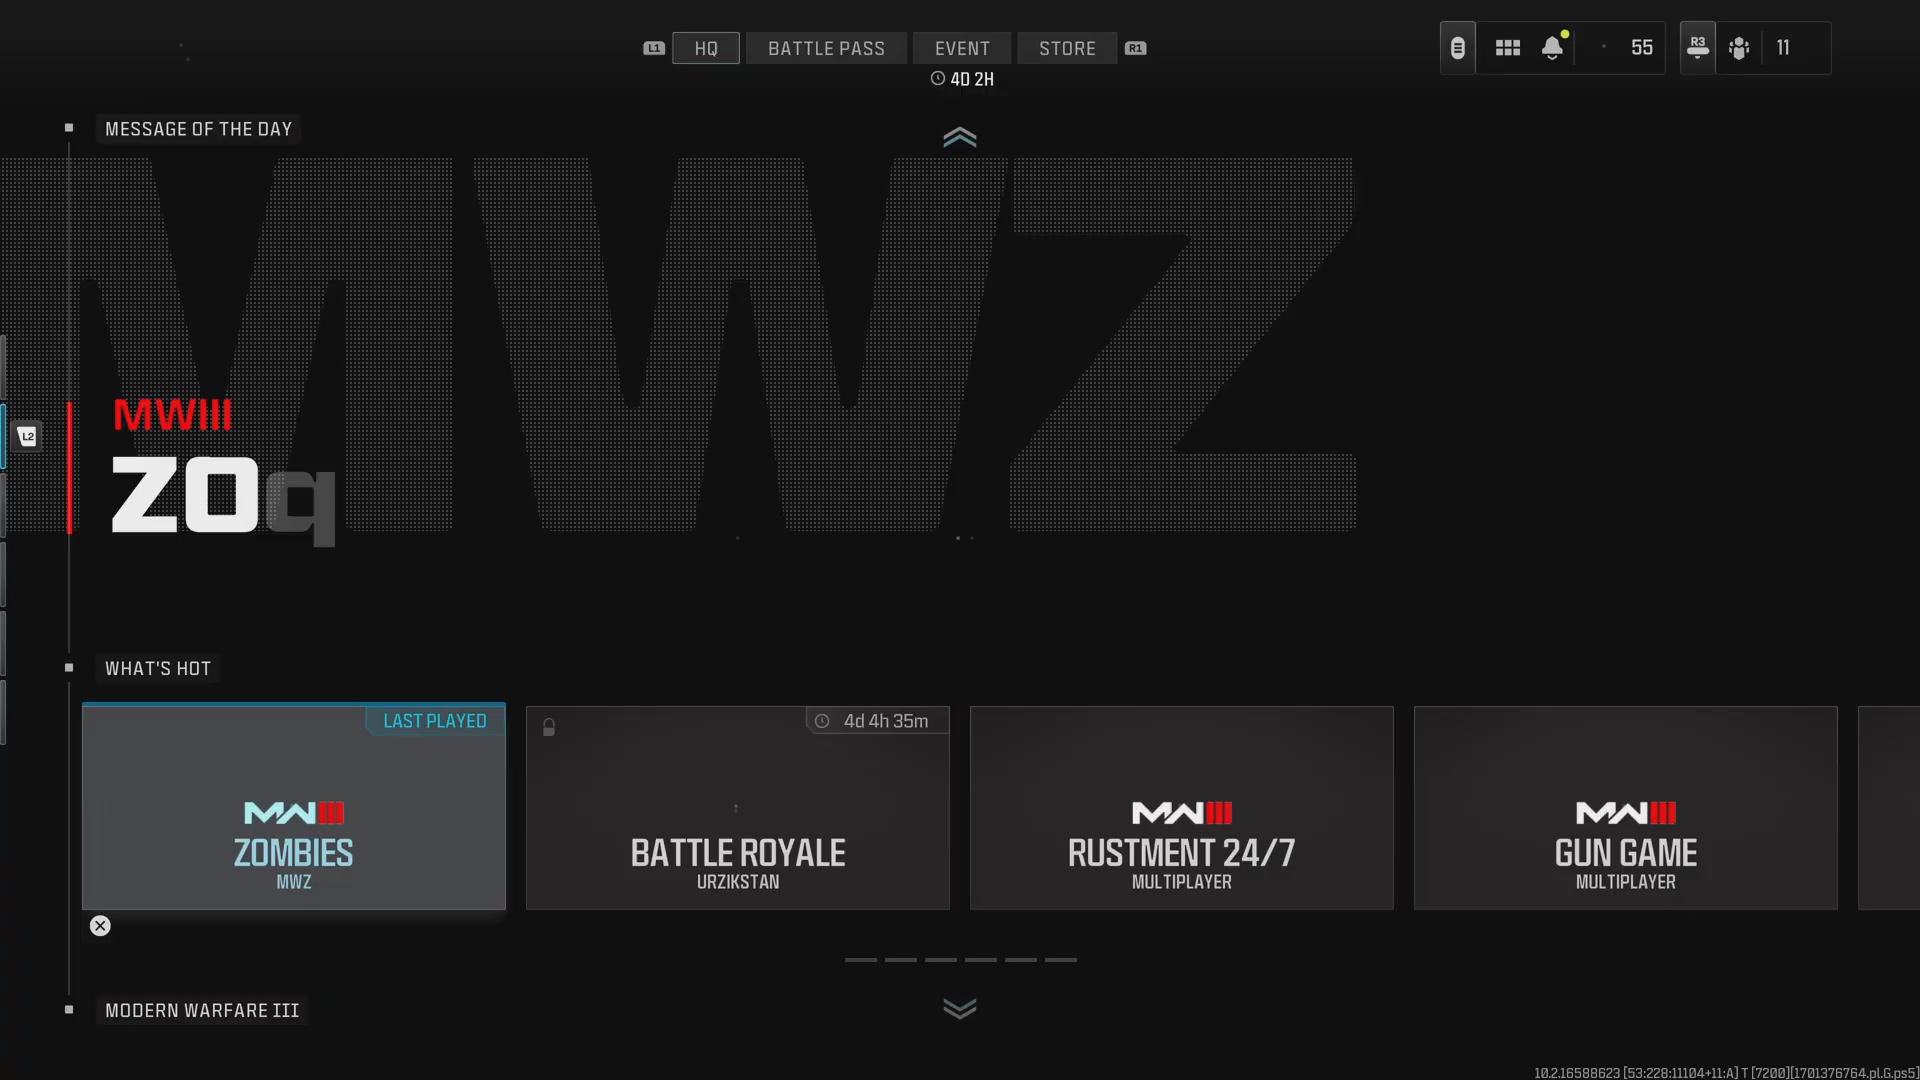 L1 HQ BATTLE PASS EVENT STORE R1
4D 2H
55
R3 11
MESSAGE OF THE DAY
MWZ
MWIII
L2
ZOq
WHAT'S HOT
LAST PLAYED
MWIII
ZOMBIES
MWZ
4d 4h 35m
BATTLE ROYALE
URZIKSTAN
MWIII
RUSTMENT 24/7
MULTIPLAYER
MWIII
GUN GAME
MULTIPLAYER
MODERN WARFARE III
10.2.16588623 [53:228:11104+11:A] T [7200][1701376764.pl.G.ps5]